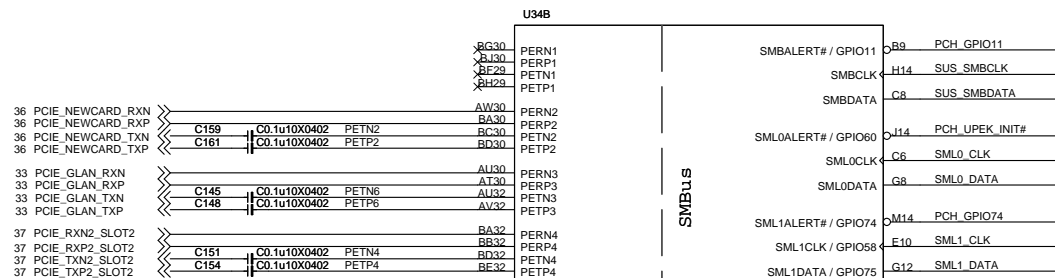 U34B
BG30 PERN1 SMBALERT# / GPIO11 B9 PCH_GPIO11
BJ30 PERP1
BF29 PETN1 SMBCLK H14 SUS_SMBCLK
BH29 PETP1
SMBDATA C8 SUS_SMBDATA
36 PCIE_NEWCARD_RXN AW30 PERN2
36 PCIE_NEWCARD_RXP BA30 PERP2
36 PCIE_NEWCARD_TXN C159 C0.1u10X0402 PETN2 BC30 PETN2 SML0ALERT# / GPIO60 J14 PCH_UPEK_INIT#
36 PCIE_NEWCARD_TXP C161 C0.1u10X0402 PETP2 BD30 PETP2
SML0CLK C6 SML0_CLK
33 PCIE_GLAN_RXN AU30 PERN3
33 PCIE_GLAN_RXP AT30 PERP3 SML0DATA G8 SML0_DATA
33 PCIE_GLAN_TXN C145 C0.1u10X0402 PETN6 AU32 PETN3
33 PCIE_GLAN_TXP C148 C0.1u10X0402 PETP6 AV32 PETP3
SMBus
SML1ALERT# / GPIO74 M14 PCH_GPIO74
37 PCIE_RXN2_SLOT2 BA32 PERN4
37 PCIE_RXP2_SLOT2 BB32 PERP4 SML1CLK / GPIO58 E10 SML1_CLK
37 PCIE_TXN2_SLOT2 C151 C0.1u10X0402 PETN4 BD32 PETN4
37 PCIE_TXP2_SLOT2 C154 C0.1u10X0402 PETP4 BE32 PETP4 SML1DATA / GPIO75 G12 SML1_DATA